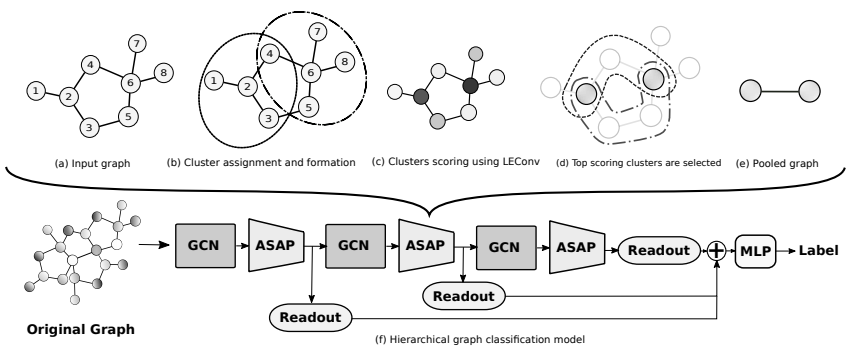 7
4
6
8
1
2
3
5
7
4
6
8
1
2
3
5
(a) Input graph
(b) Cluster assignment and formation
(c) Clusters scoring using LEConv
(d) Top scoring clusters are selected
(e) Pooled graph
GCN
ASAP
GCN
ASAP
GCN
ASAP
Readout
+
MLP
Label
Readout
Readout
Original Graph
(f) Hierarchical graph classification model